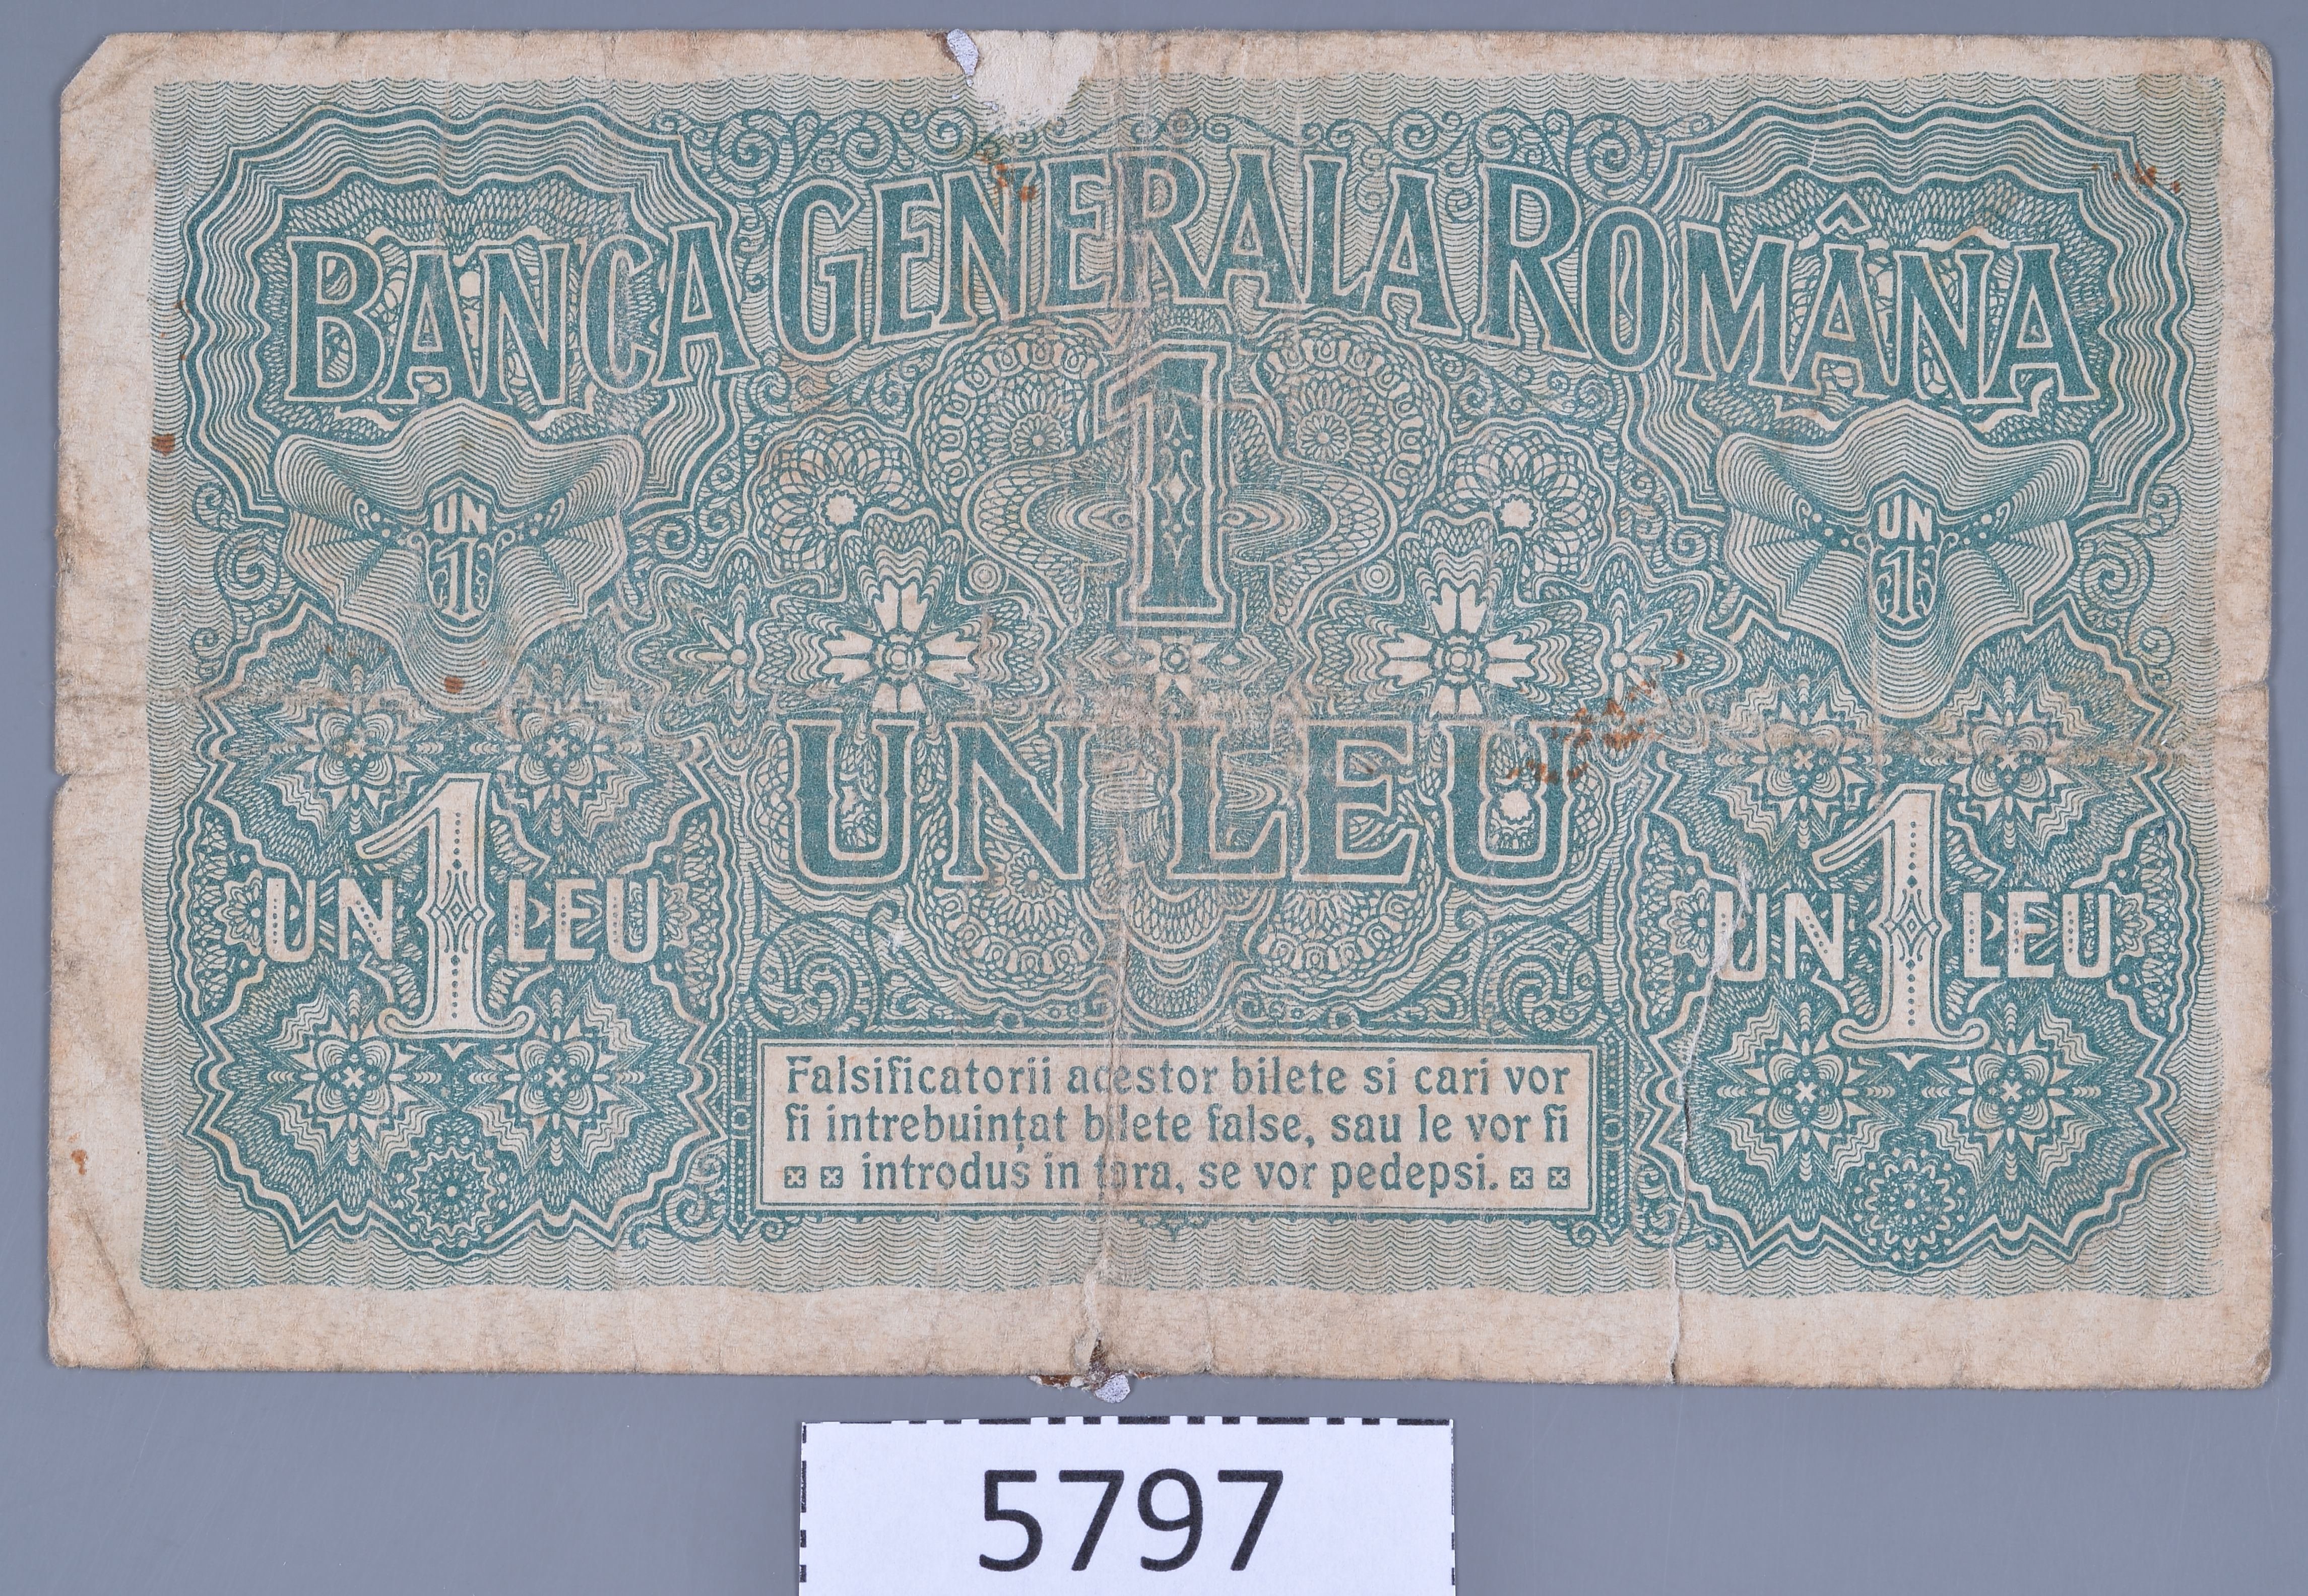 BANCA GENERALA ROMÂNA
1
UN
1
UN
1
UN LEU
UN 1 LEU
UN 1 LEU
Falsificatorii acestor bilete si cari vor
fi intrebuințat bilete false, sau le vor fi
introdus in tara, se vor pedepsi.
5797